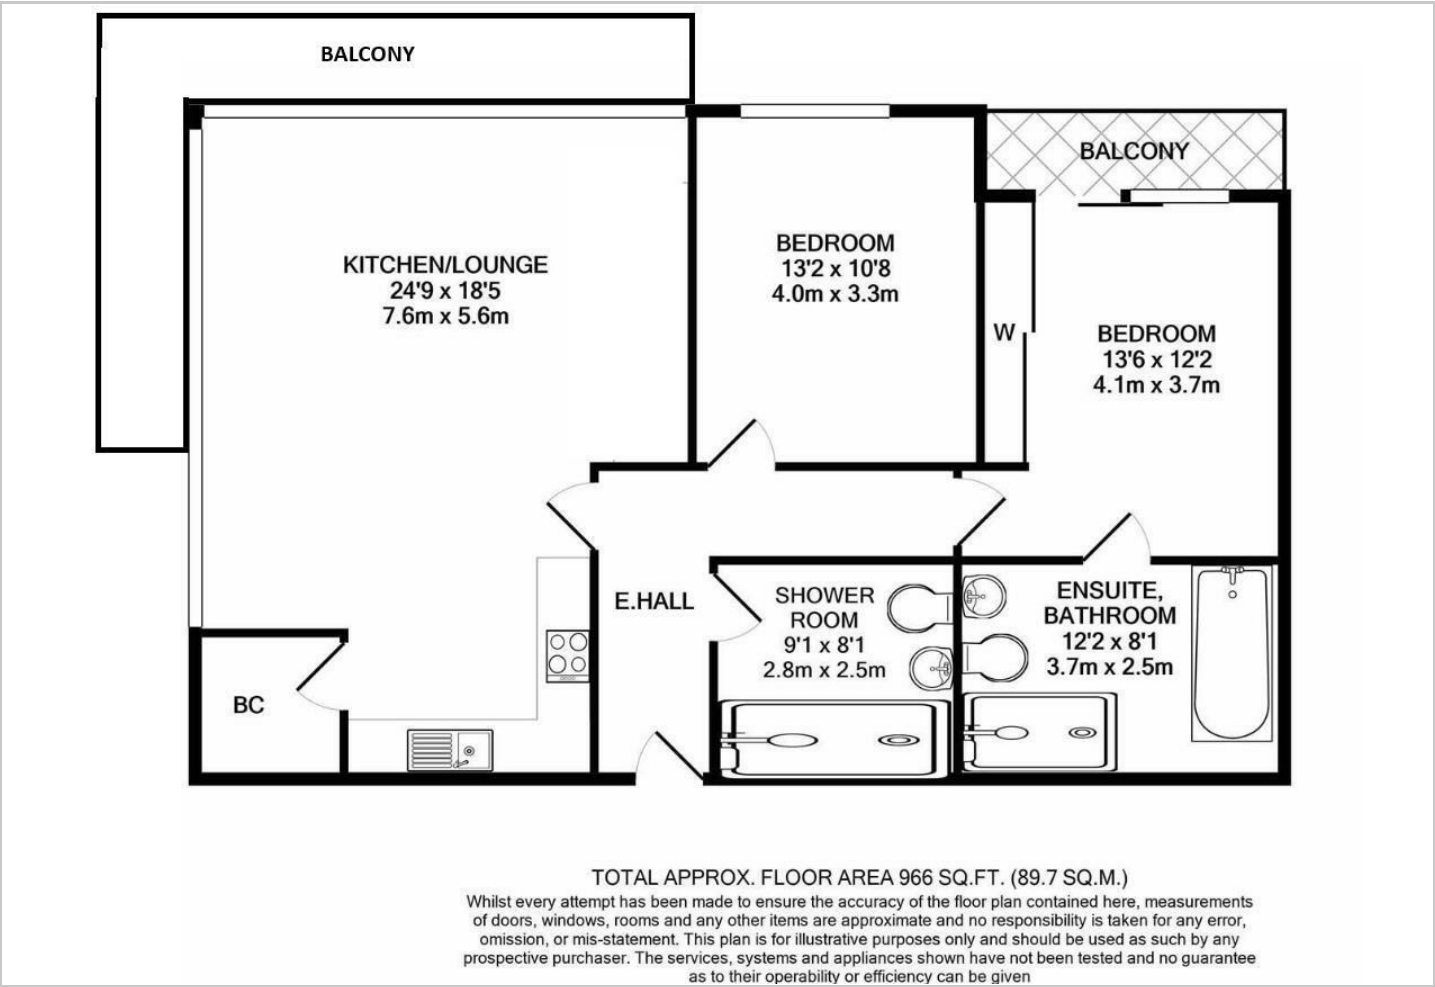 BALCONY
BALCONY
KITCHEN/LOUNGE
24'9 x 18'5
7.6m x 5.6m
BEDROOM
13'2 x 10'8
4.0m x 3.3m
W
BEDROOM
13'6 x 12'2
4.1m x 3.7m
E.HALL
SHOWER
ROOM
9'1 x 8'1
2.8m x 2.5m
ENSUITE,
BATHROOM
12'2 x 8'1
3.7m x 2.5m
BC
TOTAL APPROX. FLOOR AREA 966 SQ.FT. (89.7 SQ.M.)
Whilst every attempt has been made to ensure the accuracy of the floor plan contained here, measurements
of doors, windows, rooms and any other items are approximate and no responsibility is taken for any error,
omission, or mis-statement. This plan is for illustrative purposes only and should be used as such by any
prospective purchaser. The services, systems and appliances shown have not been tested and no guarantee
as to their operability or efficiency can be given